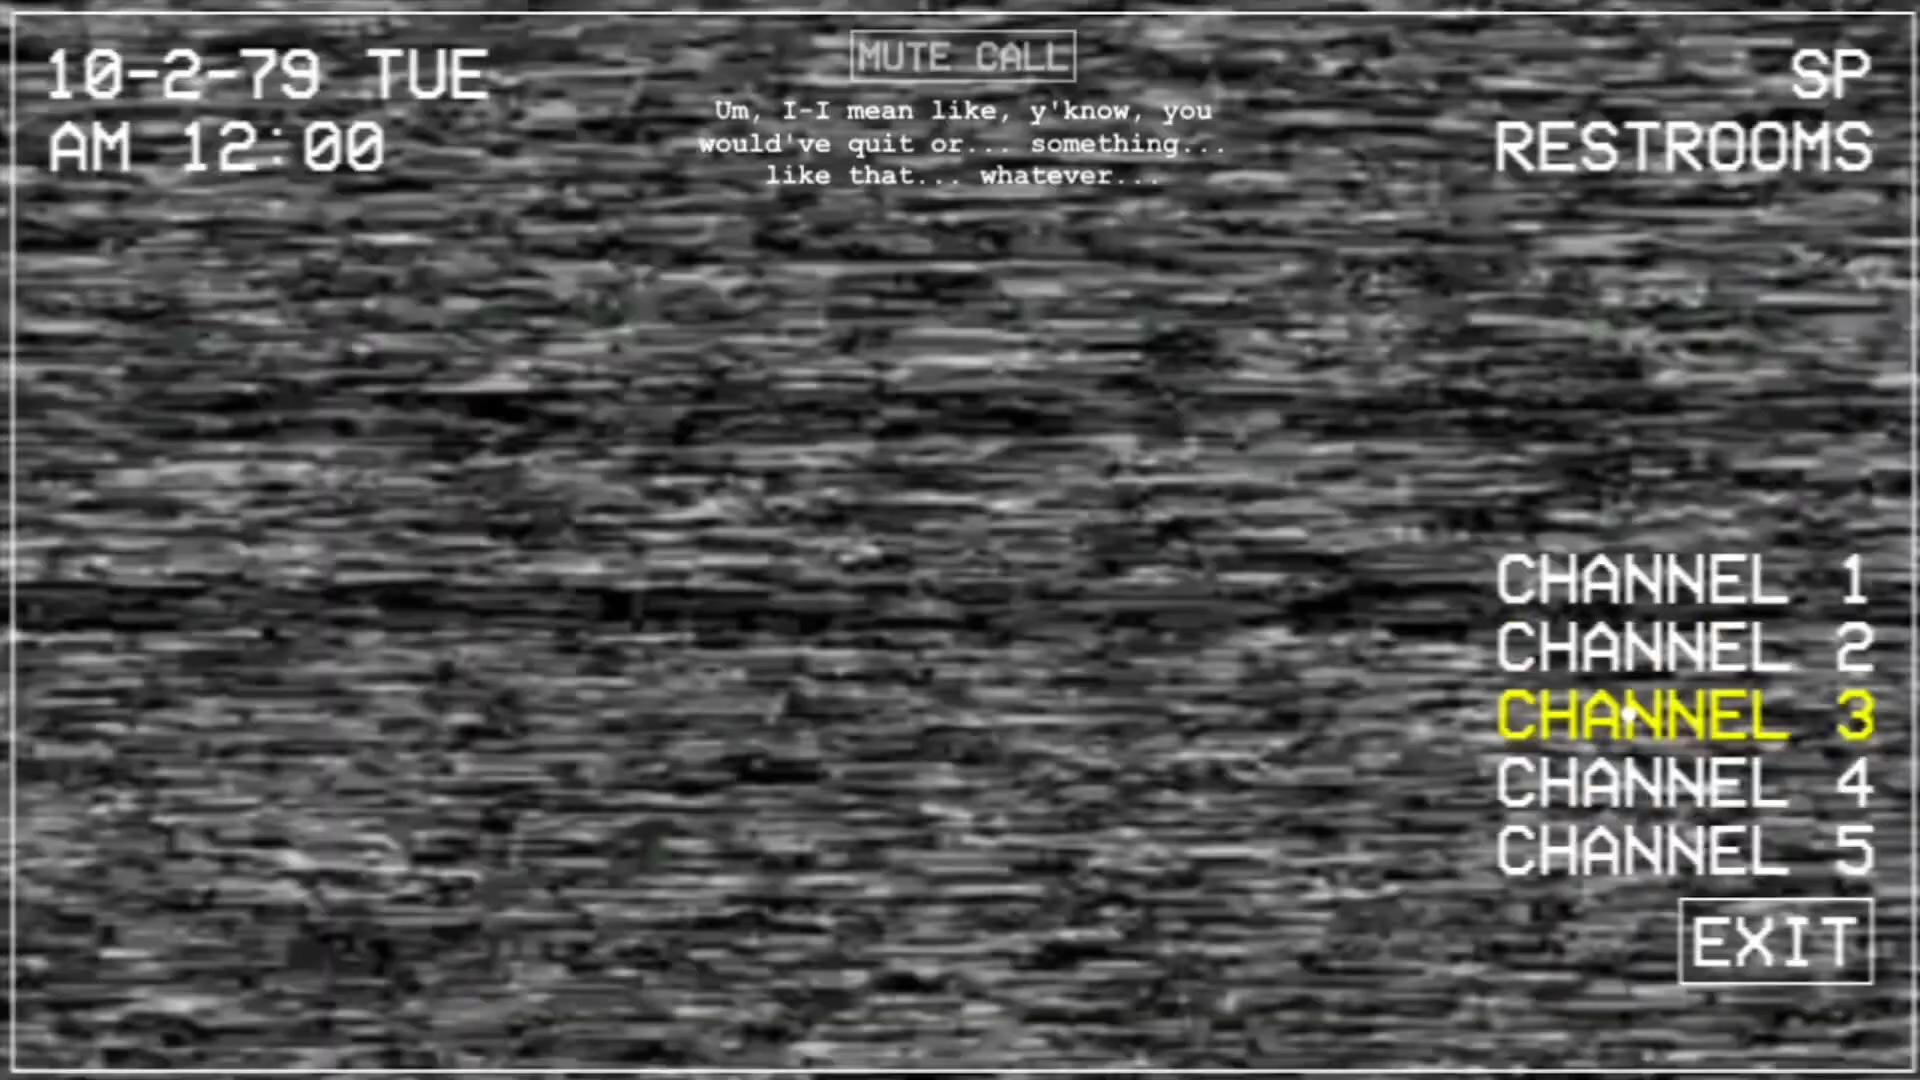 10-2-79 TUE
AM 12:00
MUTE CALL
Um, I-I mean like, y'know, you
would've quit or... something...
like that... whatever...
SP
RESTROOMS
CHANNEL 1
CHANNEL 2
CHANNEL 3
CHANNEL 4
CHANNEL 5
EXIT